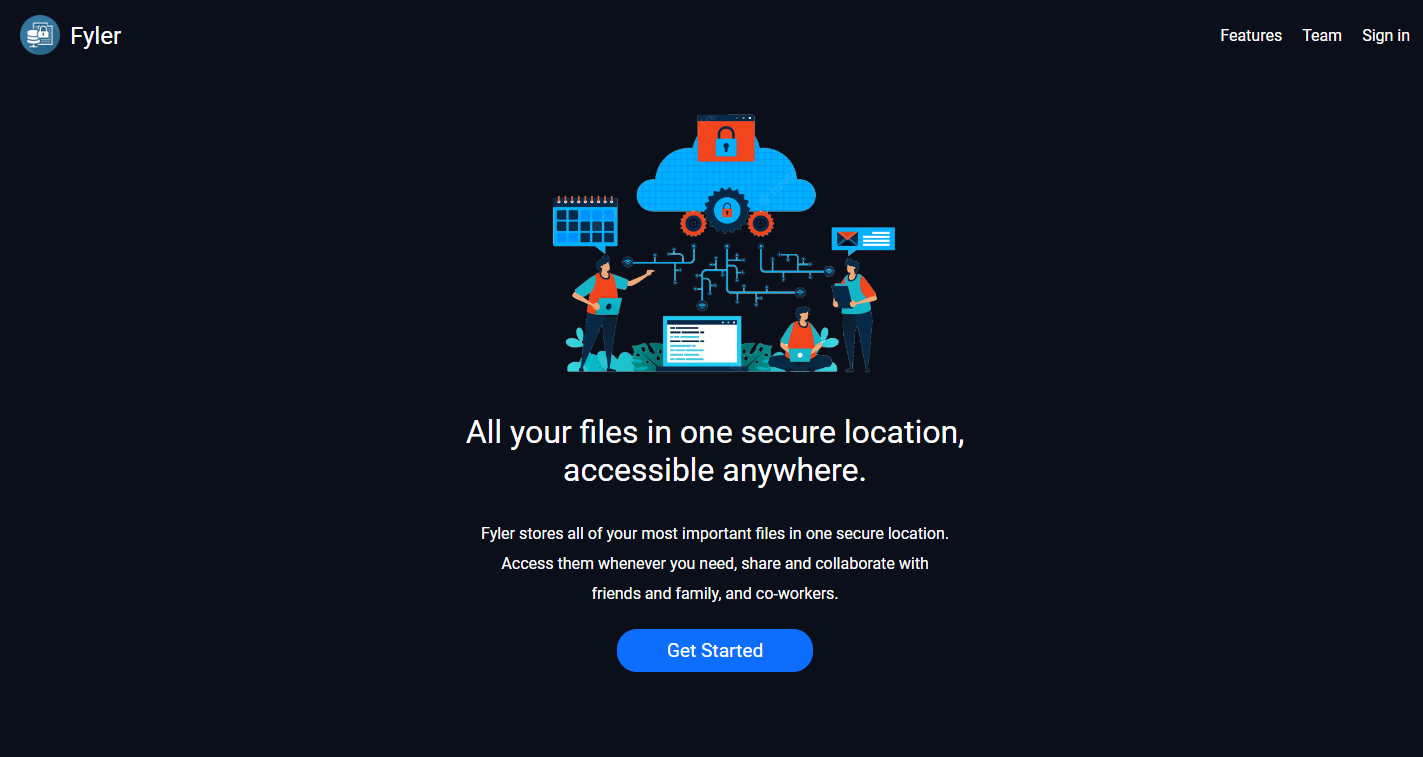 Fyler
Features
Team
Sign in
All your files in one secure location,
accessible anywhere.
Fyler stores all of your most important files in one secure location.
Access them whenever you need, share and collaborate with
friends and family, and co-workers.
Get Started